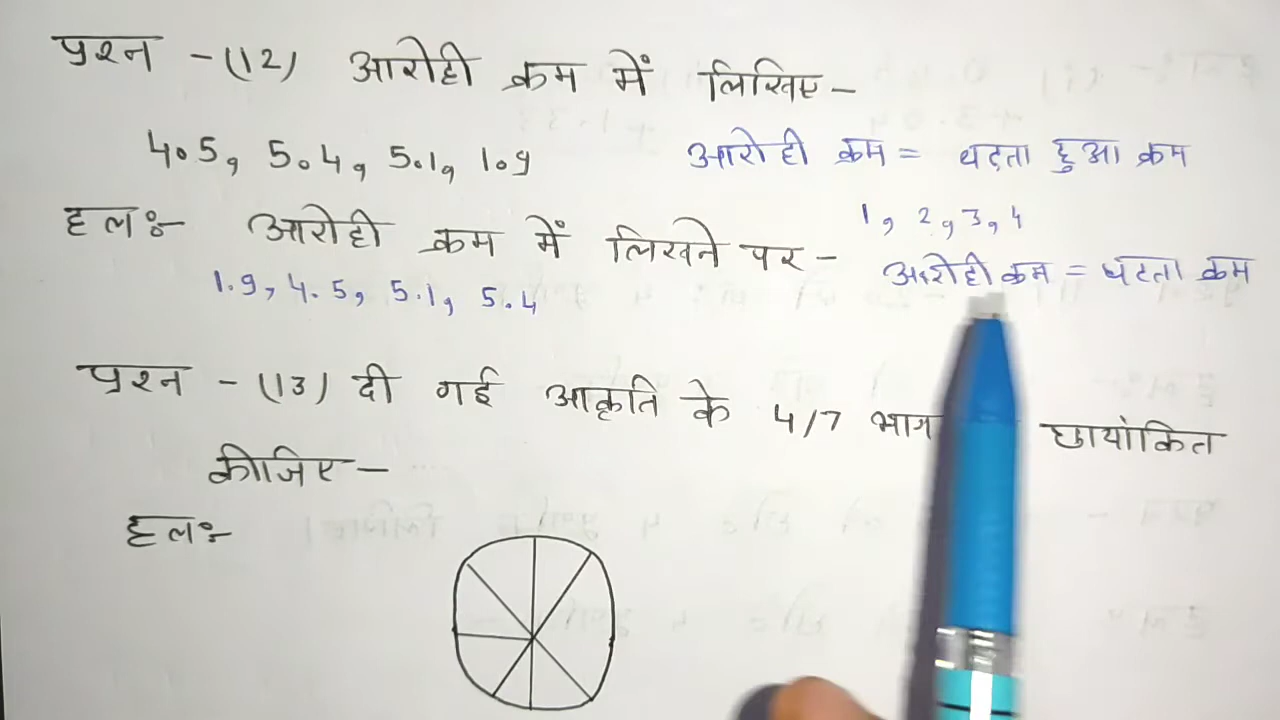 प्रश्न - (12) आरोही क्रम में लिखिए -
4.5, 5.4, 5.1, 1.9
आरोही क्रम = बढ़ता हुआ क्रम
1, 2, 3, 4
हलः- आरोही क्रम में लिखने पर -
अवरोही क्रम = घटता क्रम
1.9, 4.5, 5.1, 5.4
प्रश्न - (13) दी गई आकृति के 4/7 भाग छायांकित
कीजिए -
हलः-